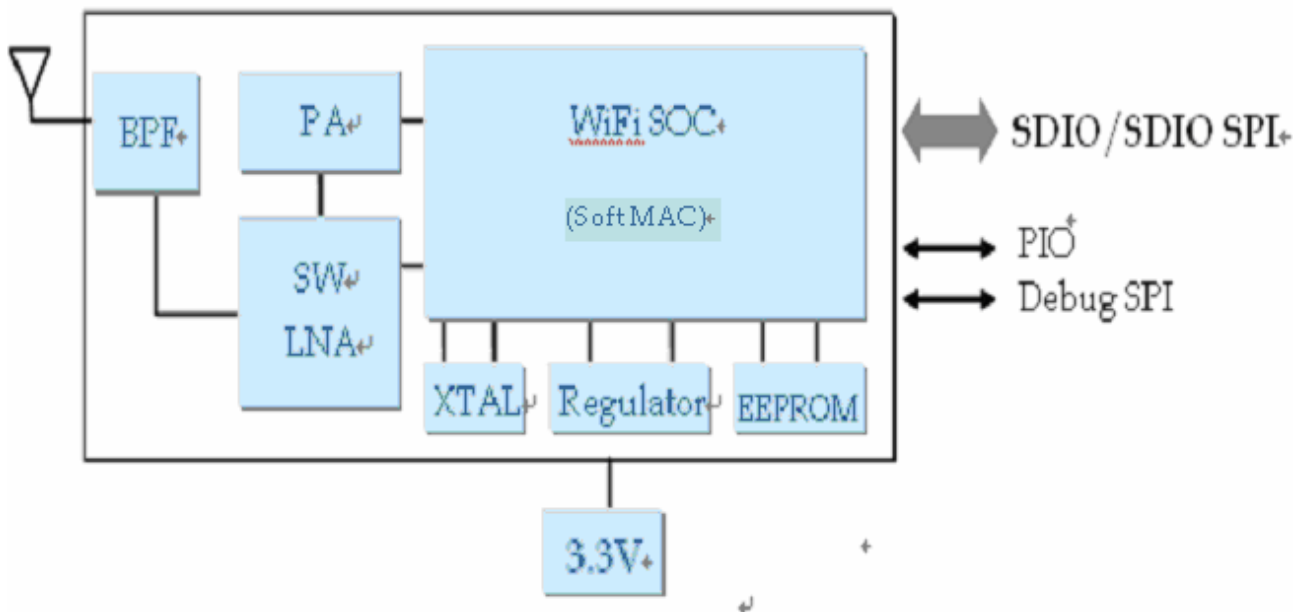 BPF
PA
WiFi SOC
(Soft MAC)
SW
LNA
XTAL
Regulator
EEPROM
3.3V
SDIO / SDIO SPI
PIO
Debug SPI